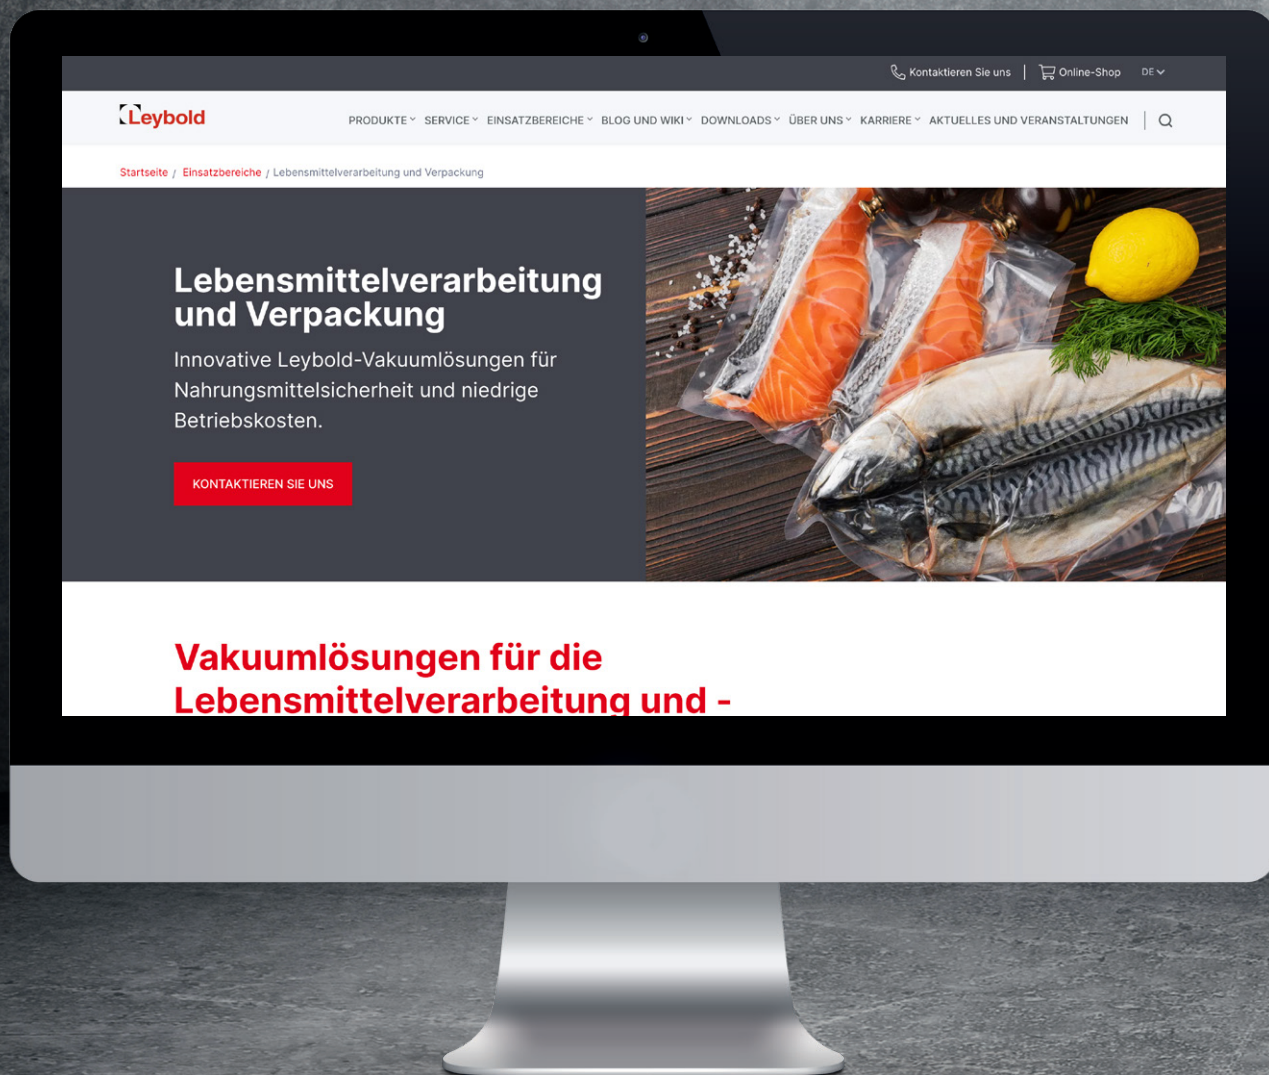 Kontaktieren Sie uns | Online-Shop DE
Leybold
PRODUKTE SERVICE EINSATZBEREICHE BLOG UND WIKI DOWNLOADS ÜBER UNS KARRIERE AKTUELLES UND VERANSTALTUNGEN
Startseite / Einsatzbereiche / Lebensmittelverarbeitung und Verpackung
Lebensmittelverarbeitung
und Verpackung
Innovative Leybold-Vakuumlösungen für
Nahrungsmittelsicherheit und niedrige
Betriebskosten.
KONTAKTIEREN SIE UNS
Vakuumlösungen für die
Lebensmittelverarbeitung und -